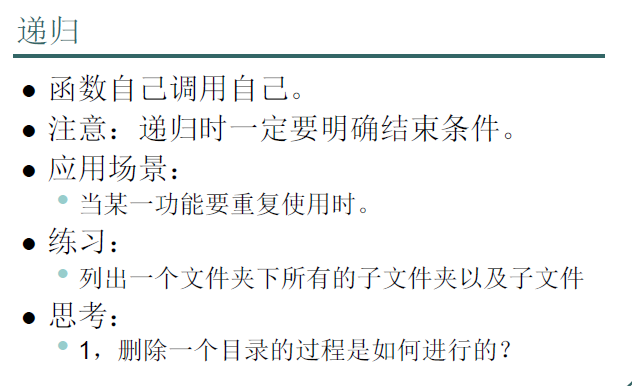 递归
函数自己调用自己。
注意：递归时一定要明确结束条件。
应用场景：
当某一功能要重复使用时。
练习：
列出一个文件夹下所有的子文件夹以及子文件
思考：
1，删除一个目录的过程是如何进行的？